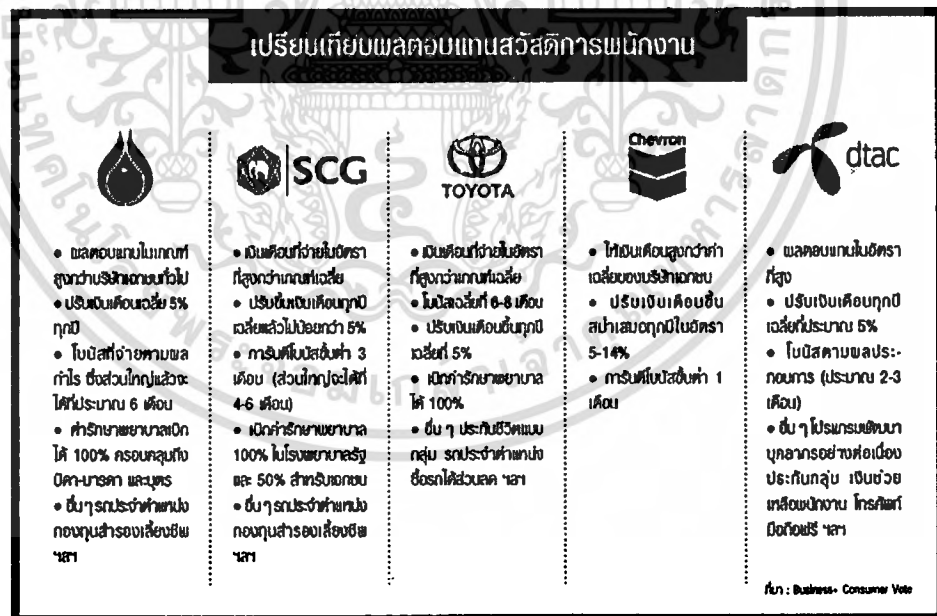 เปรียบเทียบผลตอบแทนสวัสดิการพนักงาน
• ผลตอบแทนในเกณฑ์
สูงกว่าบริษัทเอกชนทั่วไป
• ปรับเงินเดือนเฉลี่ย 5%
ทุกปี
• โบนัสที่จ่ายตามผล
กำไร ซึ่งส่วนใหญ่แล้วจะ
ได้ที่ประมาณ 6 เดือน
• ค่ารักษาพยาบาลเบิก
ได้ 100% ครอบคลุมถึง
บิดา-มารดา และบุตร
• อื่น ๆ รถประจำตำแหน่ง
กองทุนสำรองเลี้ยงชีพ
ฯลฯ
SCG
• เงินเดือนที่จ่ายในอัตรา
ที่สูงกว่าเกณฑ์เฉลี่ย
• ปรับขึ้นเงินเดือนทุกปี
เฉลี่ยแล้วไม่น้อยกว่า 5%
• การันตีโบนัสขั้นต่ำ 3
เดือน (ส่วนใหญ่จะได้ที่
4-6 เดือน)
• เบิกค่ารักษาพยาบาล
100% ในโรงพยาบาลรัฐ
และ 50% สำหรับเอกชน
• อื่น ๆ รถประจำตำแหน่ง
กองทุนสำรองเลี้ยงชีพ
ฯลฯ
TOYOTA
• เงินเดือนที่จ่ายในอัตรา
ที่สูงกว่าเกณฑ์เฉลี่ย
• โบนัสเฉลี่ยที่ 6-8 เดือน
• ปรับเงินเดือนขึ้นทุกปี
เฉลี่ยที่ 5%
• เบิกค่ารักษาพยาบาล
ได้ 100%
• อื่น ๆ ประกันชีวิตแบบ
กลุ่ม รถประจำตำแหน่ง
ซื้อรถได้ส่วนลด ฯลฯ
Chevron
• ให้เงินเดือนสูงกว่าค่า
เฉลี่ยของบริษัทเอกชน
• ปรับเงินเดือนขึ้น
สม่ำเสมอทุกปีในอัตรา
5-14%
• การันตีโบนัสขั้นต่ำ 1
เดือน
dtac
• ผลตอบแทนในอัตรา
ที่สูง
• ปรับเงินเดือนทุกปี
เฉลี่ยที่ประมาณ 5%
• โบนัสตามผลประ-
กอบการ (ประมาณ 2-3
เดือน)
• อื่น ๆ โปรแกรมพัฒนา
บุคลากรอย่างต่อเนื่อง
ประกันกลุ่ม เงินช่วย
เหลือพนักงาน โทรศัพท์
มือถือฟรี ฯลฯ
ที่มา : Business+ Consumer Vote